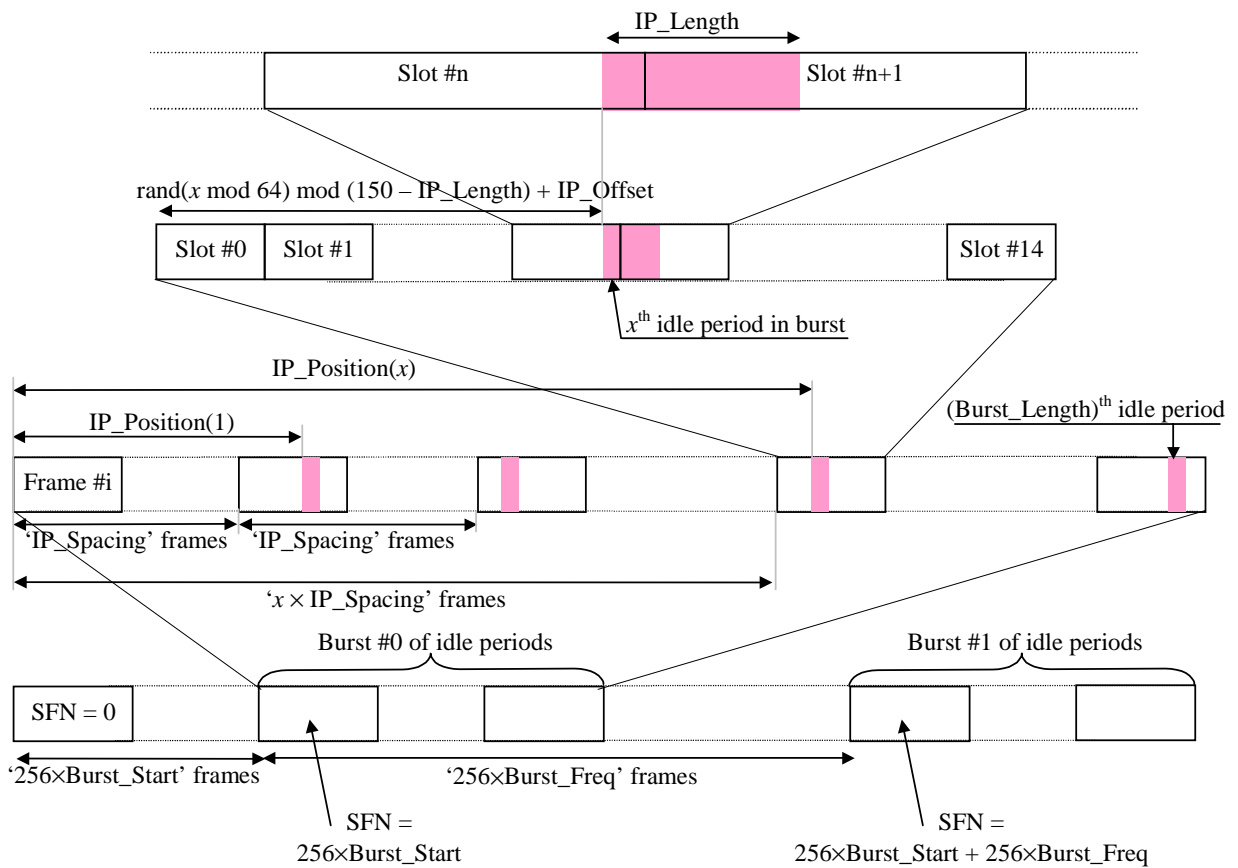 IP_Length
Slot #n
Slot #n+1
rand(x mod 64) mod (150 – IP_Length) + IP_Offset
Slot #0
Slot #1
Slot #14
xth idle period in burst
IP_Position(x)
IP_Position(1)
(Burst_Length)th idle period
Frame #i
‘IP_Spacing’ frames
‘IP_Spacing’ frames
‘x × IP_Spacing’ frames
Burst #0 of idle periods
Burst #1 of idle periods
SFN = 0
‘256×Burst_Start’ frames
‘256×Burst_Freq’ frames
SFN =
256×Burst_Start
SFN =
256×Burst_Start + 256×Burst_Freq